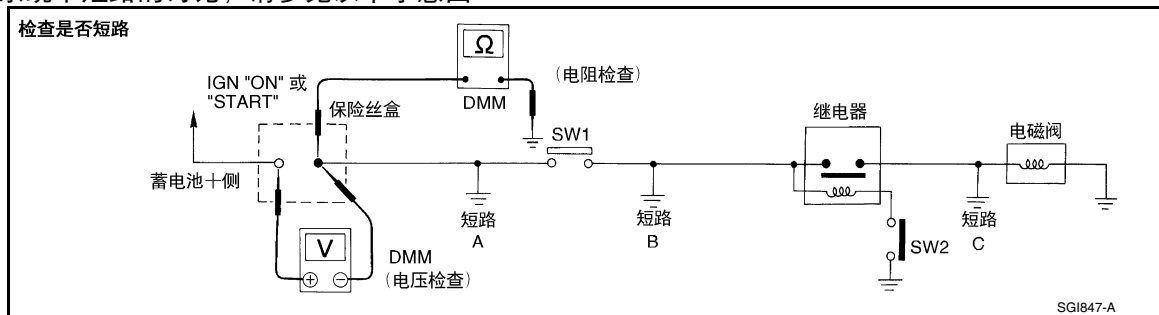 检查是否短路
Ω
(电阻检查)
IGN "ON" 或
"START"
DMM
保险丝盒
继电器
SW1
电磁阀
蓄电池十侧
短路
A
短路
B
短路
C
SW2
V
DMM
(电压检查)
SGI847-A